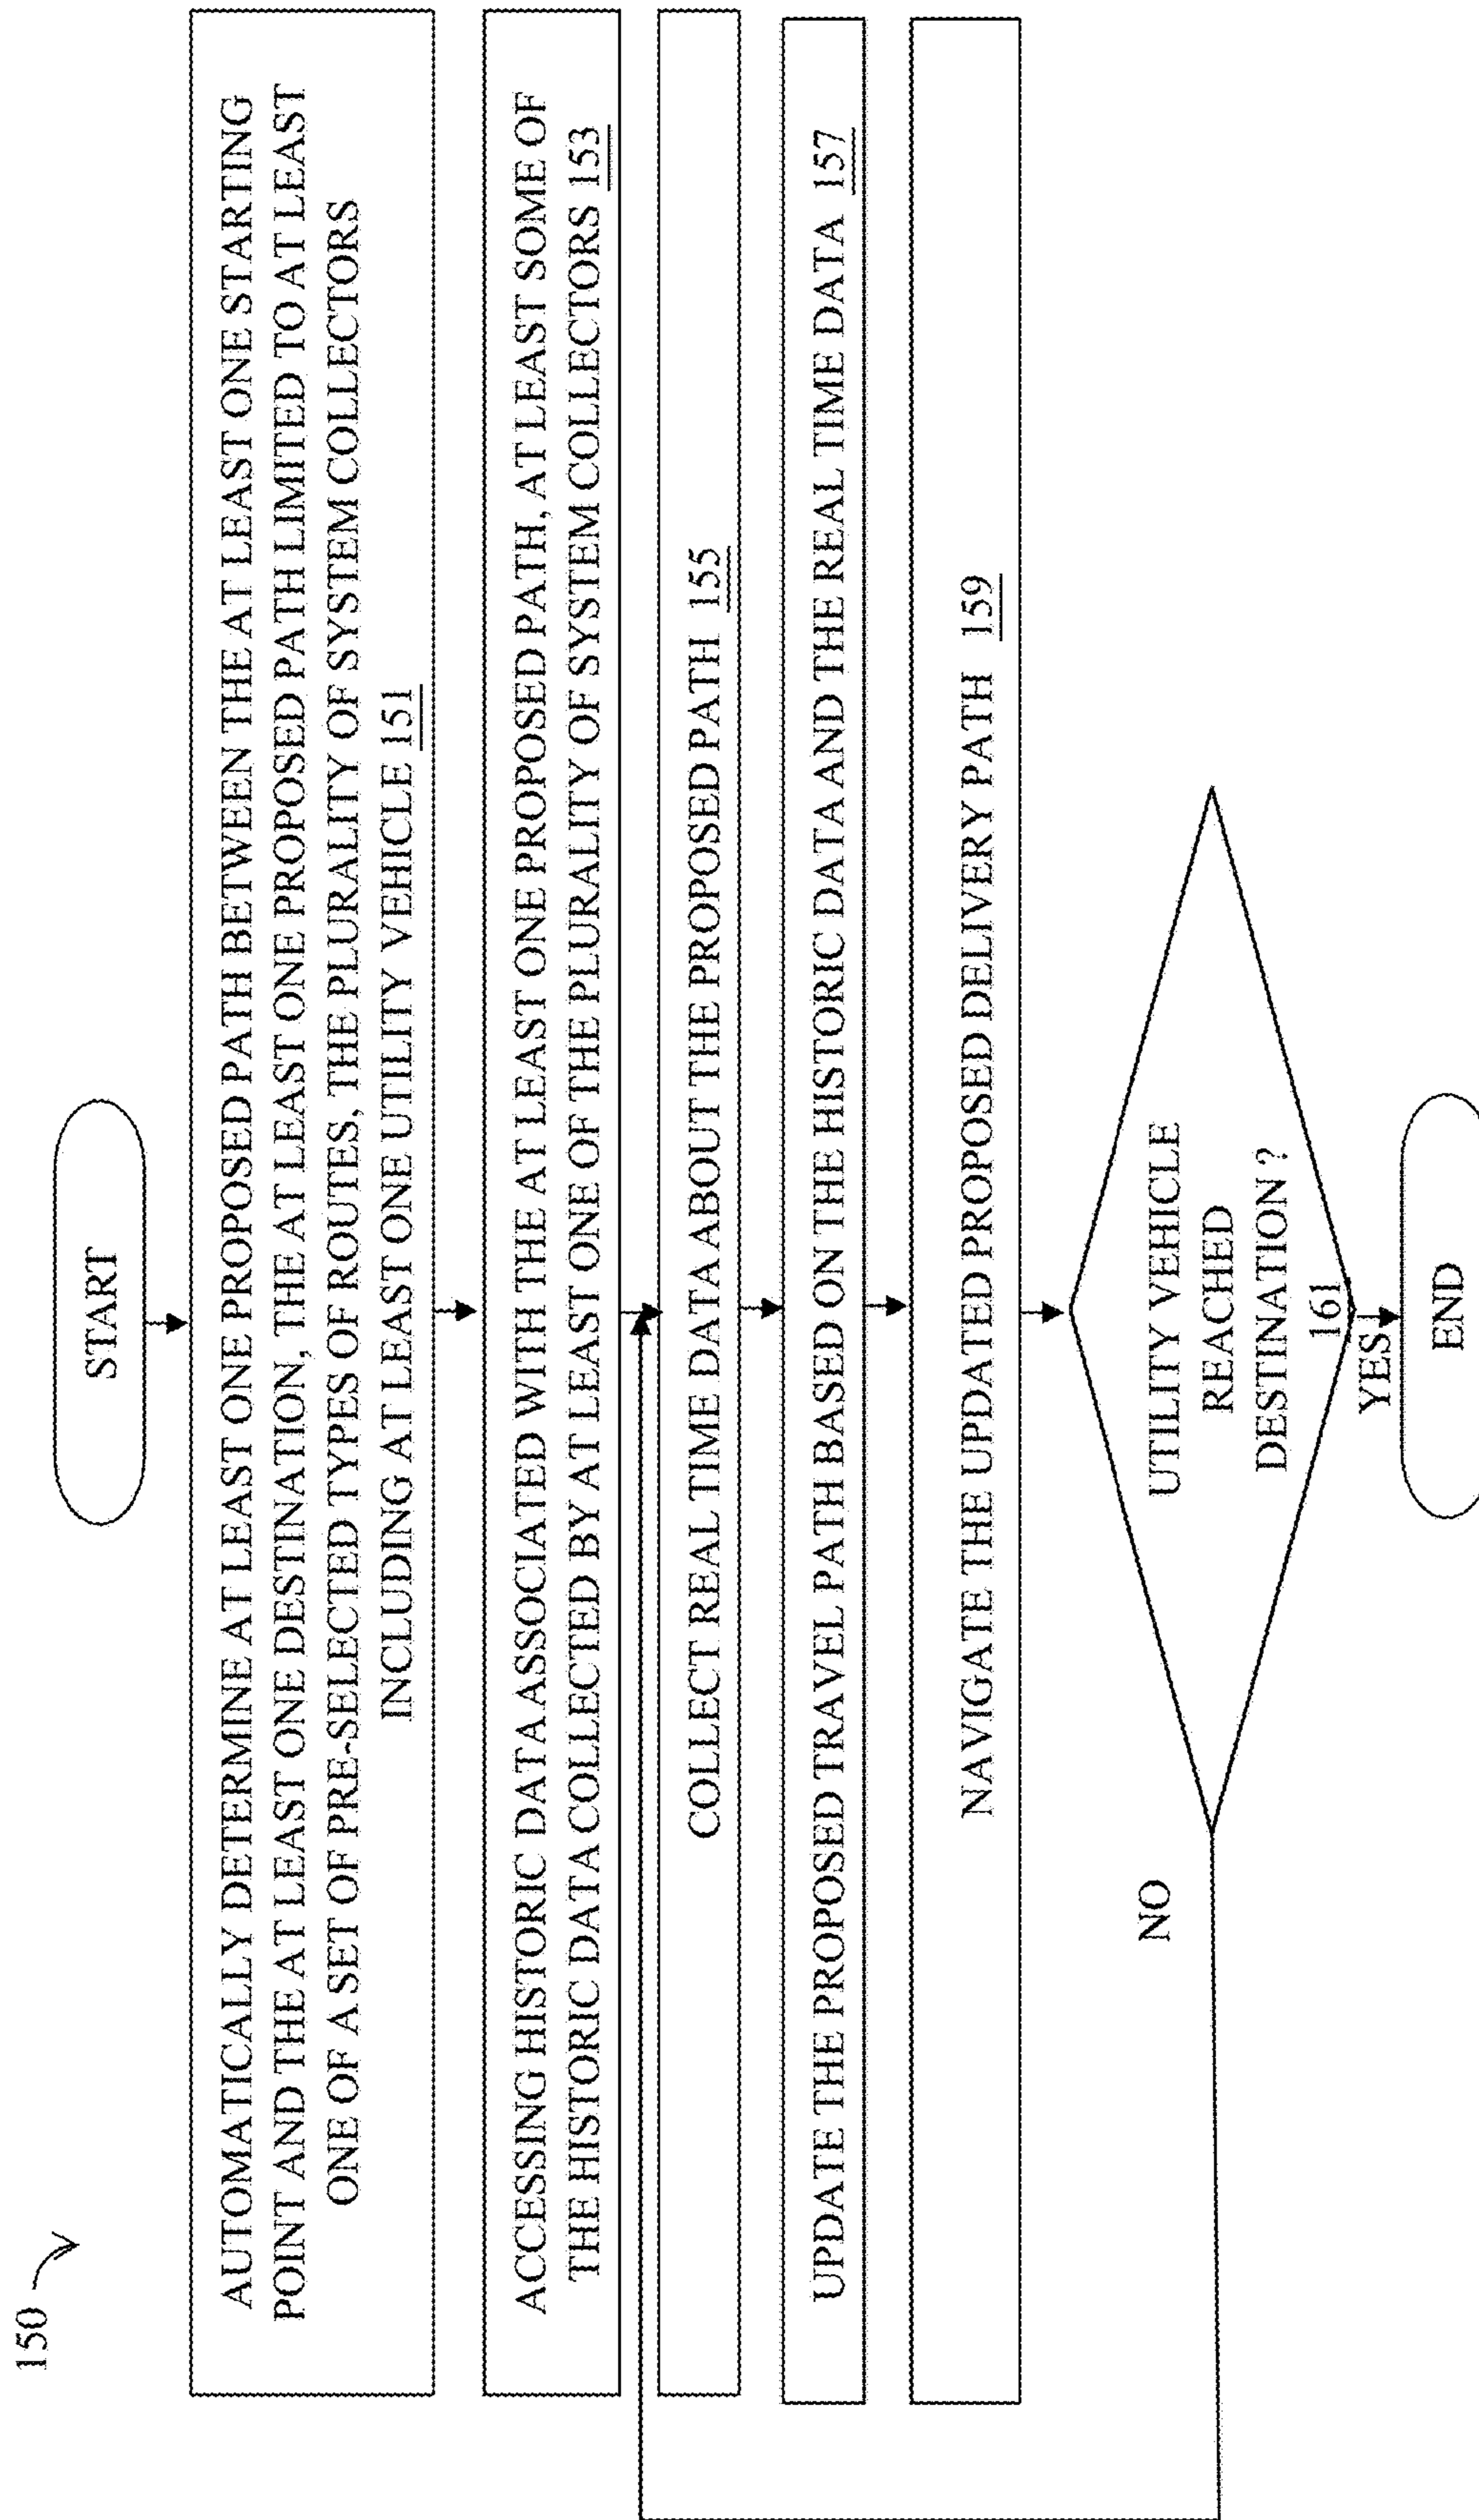 150
START
AUTOMATICALLY DETERMINE AT LEAST ONE PROPOSED PATH BETWEEN THE AT LEAST ONE STARTING
POINT AND THE AT LEAST ONE DESTINATION, THE AT LEAST ONE PROPOSED PATH LIMITED TO AT LEAST
ONE OF A SET OF PRE-SELECTED TYPES OF ROUTES, THE PLURALITY OF SYSTEM COLLECTORS
INCLUDING AT LEAST ONE UTILITY VEHICLE 151
ACCESSING HISTORIC DATA ASSOCIATED WITH THE AT LEAST ONE PROPOSED PATH, AT LEAST SOME OF
THE HISTORIC DATA COLLECTED BY AT LEAST ONE OF THE PLURALITY OF SYSTEM COLLECTORS 153
COLLECT REAL TIME DATA ABOUT THE PROPOSED PATH 155
UPDATE THE PROPOSED TRAVEL PATH BASED ON THE HISTORIC DATA AND THE REAL TIME DATA 157
NAVIGATE THE UPDATED PROPOSED DELIVERY PATH 159
UTILITY VEHICLE
REACHED
DESTINATION ?
161
NO
YES
END